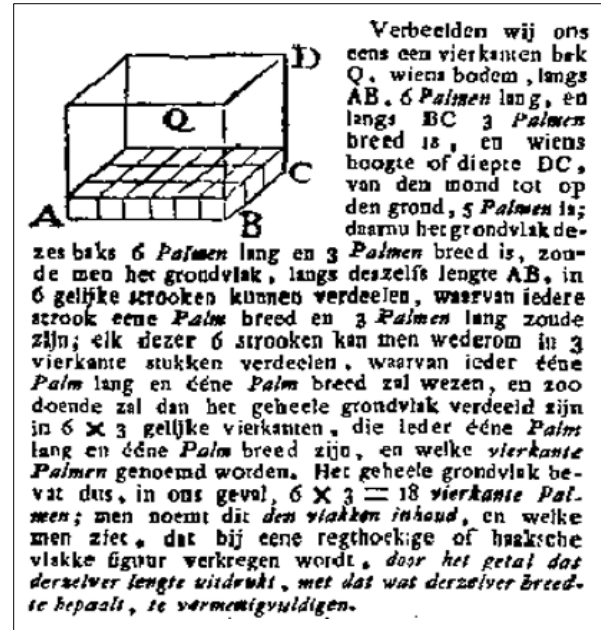 Verbeelden wij ons
eens een vierkanten bak
Q. wiens bodem, langs
AB. 6 Palmen lang, en
langs BC 3 Palmen
breed is, en wiens
hoogte of diepte DC,
van den mond tot op
den grond, 5 Palmen is;
D
Q
C
A
B
daarnu het grondvlak de-
zes baks 6 Palmen lang en 3 Palmen breed is, zou-
de men het grondvlak, langs deszelfs lengte AB, in
6 gelijke strooken kunnen verdeelen, waarvan iedere
strook eene Palm breed en 3 Palmen lang zoude
zijn; elk dezer 6 strooken kan men wederom in 3
vierkante stukken verdeelen, waarvan ieder ééne
Palm lang en ééne Palm breed zal wezen, en zoo
doende zal dan het geheele grondvlak verdeeld zijn
in 6 × 3 gelijke vierkanten, die ieder ééne Palm
lang en ééne Palm breed zijn, en welke vierkante
Palmen genoemd worden. Het geheele grondvlak be-
vat dus, in ons geval, 6 × 3 = 18 vierkante Pal-
men; men noemt dit den vlakken inhoud, en welke
men ziet, dat bij eene regthoekige of haaksche
vlakke figuur verkregen wordt, door het getal dat
derzelver lengte uitdrukt, met dat wat derzelver breed-
te bepaalt, te vermenigvuldigen.